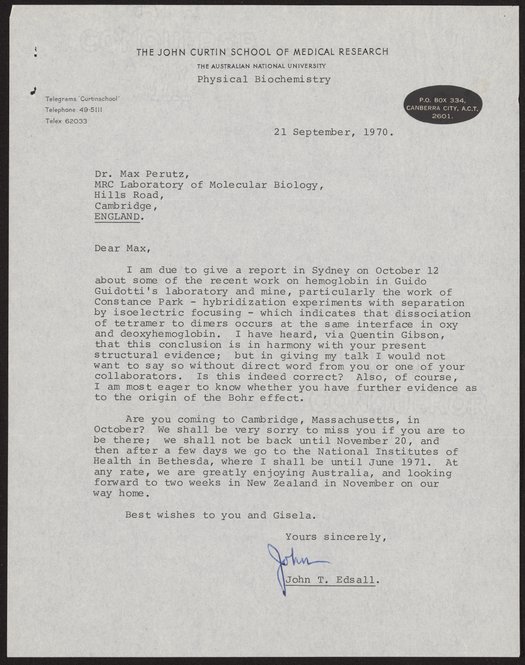 THE JOHN CURTIN SCHOOL OF MEDICAL RESEARCH
THE AUSTRALIAN NATIONAL UNIVERSITY
Physical Biochemistry
Telegrams 'Curtinschool'
Telephone 49-5111
Telex 62033
P.O. BOX 334,
CANBERRA CITY, A.C.T.
2601.
21 September, 1970.
Dr. Max Perutz,
MRC Laboratory of Molecular Biology,
Hills Road,
Cambridge,
ENGLAND.
Dear Max,
I am due to give a report in Sydney on October 12
about some of the recent work on hemoglobin in Guido
Guidotti's laboratory and mine, particularly the work of
Constance Park - hybridization experiments with separation
by isoelectric focusing - which indicates that dissociation
of tetramer to dimers occurs at the same interface in oxy
and deoxyhemoglobin. I have heard, via Quentin Gibson,
that this conclusion is in harmony with your present
structural evidence; but in giving my talk I would not
want to say so without direct word from you or one of your
collaborators. Is this indeed correct? Also, of course,
I am most eager to know whether you have further evidence as
to the origin of the Bohr effect.
Are you coming to Cambridge, Massachusetts, in
October? We shall be very sorry to miss you if you are to
be there; we shall not be back until November 20, and
then after a few days we go to the National Institutes of
Health in Bethesda, where I shall be until June 1971. At
any rate, we are greatly enjoying Australia, and looking
forward to two weeks in New Zealand in November on our
way home.
Best wishes to you and Gisela.
Yours sincerely,
John
John T. Edsall.